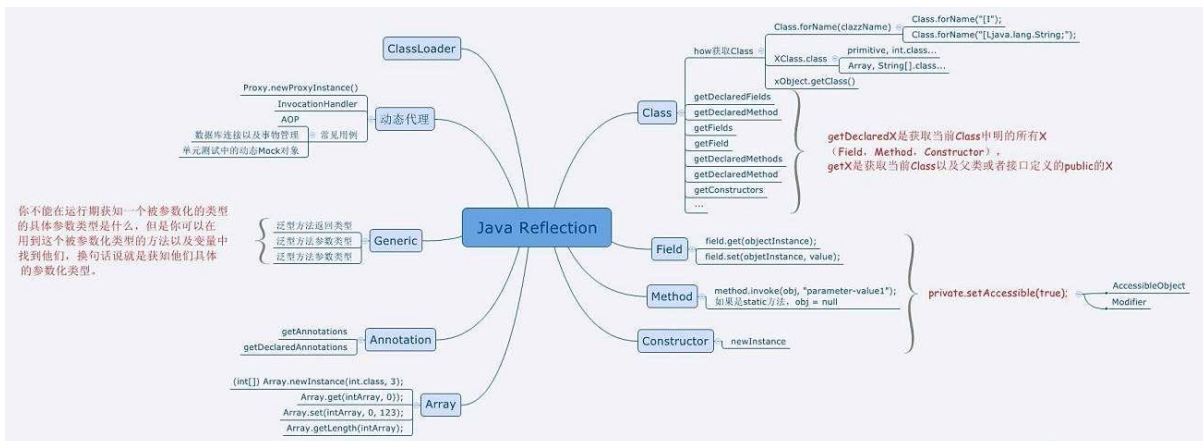 Java Reflection
ClassLoader
动态代理
Proxy.newProxyInstance()
InvocationHandler
AOP
常见用例
数据库连接以及事物管理
单元测试中的动态Mock对象
Generic
泛型方法返回类型
泛型方法参数类型
泛型方法参数类型
你不能在运行期获知一个被参数化的类型
的具体参数类型是什么，但是你可以在
用到这个被参数化类型的方法以及变量中
找到他们，换句话说就是获知他们具体
的参数化类型。
Annotation
getAnnotations
getDeclaredAnnotations
Array
(int[]) Array.newInstance(int.class, 3);
Array.get(intArray, 0));
Array.set(intArray, 0, 123);
Array.getLength(intArray);
Class
how获取Class
Class.forName(clazzName)
Class.forName("[I");
Class.forName("[Ljava.lang.String;");
XClass.class
primitive, int.class...
Array, String[].class...
xObject.getClass()
getDeclaredFields
getDeclaredMethod
getFields
getField
getDeclaredMethods
getDeclaredMethod
getConstructors
...
getDeclaredX是获取当前Class申明的所有X
（Field，Method，Constructor），
getX是获取当前Class以及父类或者接口定义的public的X
Field
field.get(objectInstance);
field.set(objetInstance, value);
Method
method.invoke(obj, "parameter-value1");
如果是static方法，obj = null
Constructor
newInstance
private.setAccessible(true);
AccessibleObject
Modifier